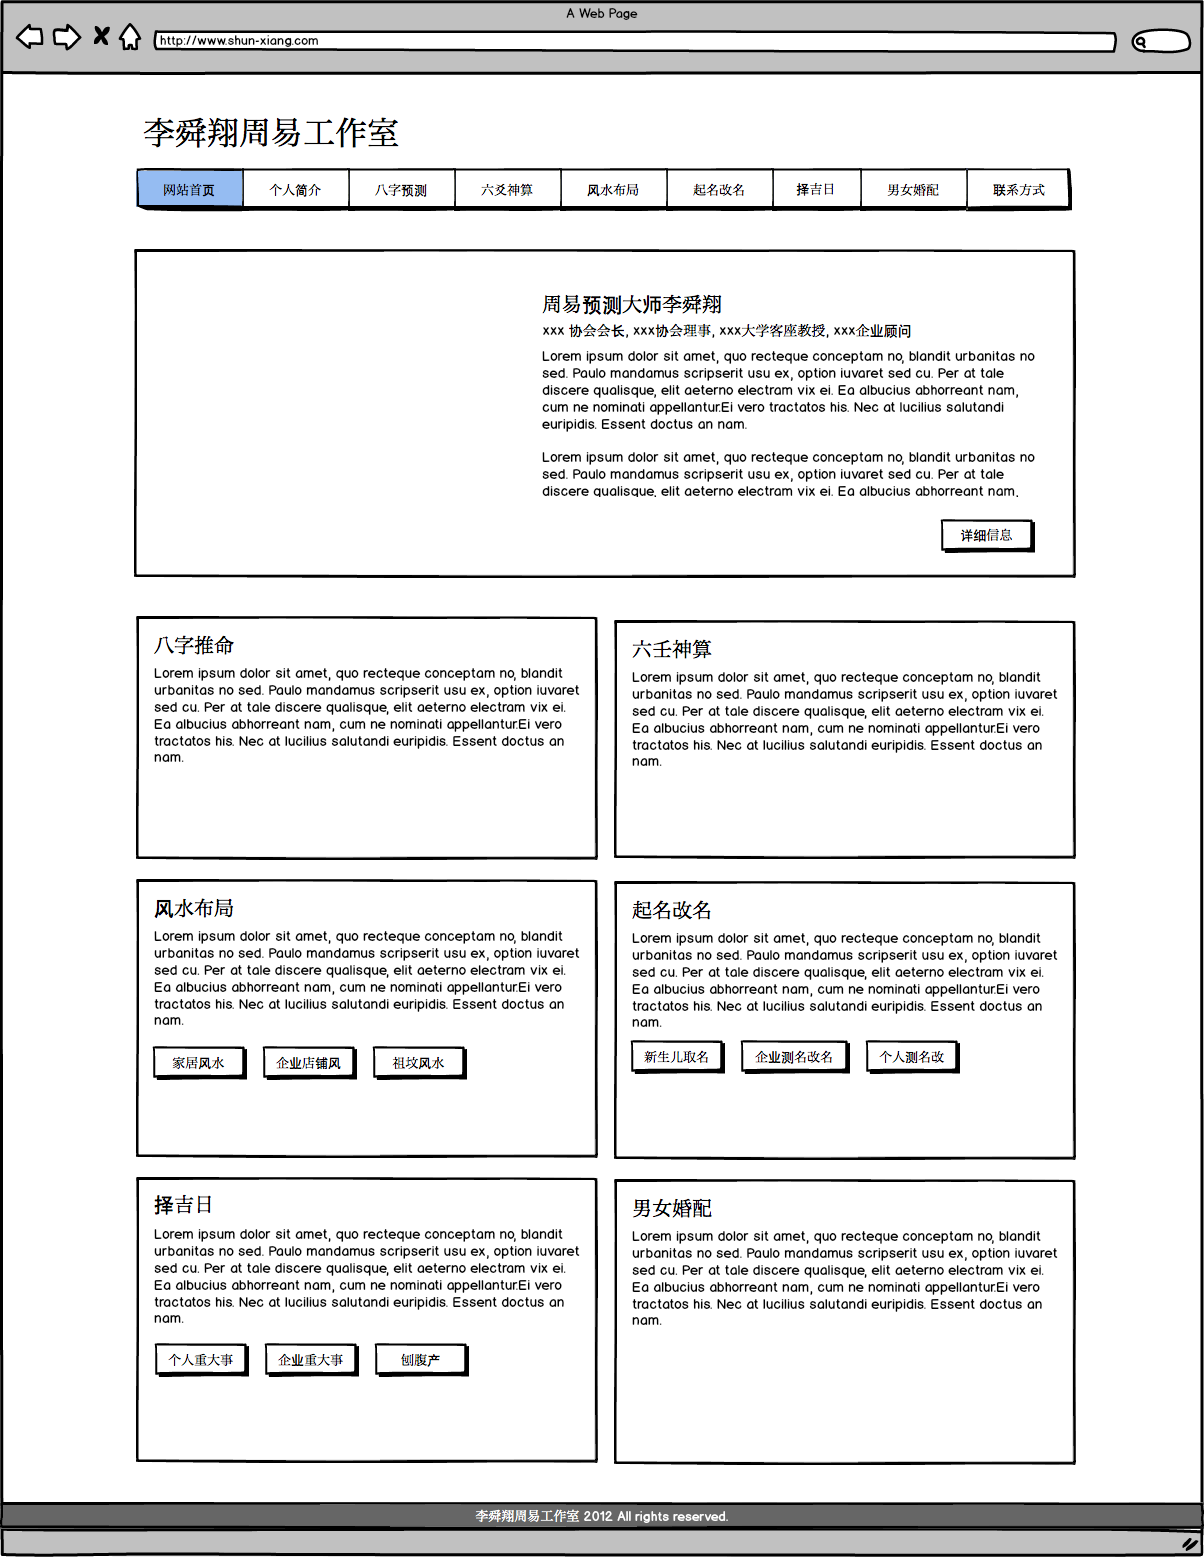 A Web Page
http://www.shun-xiang.com
李舜翔周易工作室
网站首页 个人简介 八字预测 六爻神算 风水布局 起名改名 择吉日 男女婚配 联系方式
周易预测大师李舜翔
xxx 协会会长, xxx协会理事, xxx大学客座教授, xxx企业顾问
Lorem ipsum dolor sit amet, quo recteque conceptam no, blandit urbanitas no
sed. Paulo mandamus scripserit usu ex, option iuvaret sed cu. Per at tale
discere qualisque, elit aeterno electram vix ei. Ea albucius abhorreant nam,
cum ne nominati appellantur.Ei vero tractatos his. Nec at lucilius salutandi
euripidis. Essent doctus an nam.
Lorem ipsum dolor sit amet, quo recteque conceptam no, blandit urbanitas no
sed. Paulo mandamus scripserit usu ex, option iuvaret sed cu. Per at tale
discere qualisque, elit aeterno electram vix ei. Ea albucius abhorreant nam,
详细信息
八字推命
Lorem ipsum dolor sit amet, quo recteque conceptam no, blandit
urbanitas no sed. Paulo mandamus scripserit usu ex, option iuvaret
sed cu. Per at tale discere qualisque, elit aeterno electram vix ei.
Ea albucius abhorreant nam, cum ne nominati appellantur.Ei vero
tractatos his. Nec at lucilius salutandi euripidis. Essent doctus an
nam.
六壬神算
Lorem ipsum dolor sit amet, quo recteque conceptam no, blandit
urbanitas no sed. Paulo mandamus scripserit usu ex, option iuvaret
sed cu. Per at tale discere qualisque, elit aeterno electram vix ei.
Ea albucius abhorreant nam, cum ne nominati appellantur.Ei vero
tractatos his. Nec at lucilius salutandi euripidis. Essent doctus an
nam.
风水布局
Lorem ipsum dolor sit amet, quo recteque conceptam no, blandit
urbanitas no sed. Paulo mandamus scripserit usu ex, option iuvaret
sed cu. Per at tale discere qualisque, elit aeterno electram vix ei.
Ea albucius abhorreant nam, cum ne nominati appellantur.Ei vero
tractatos his. Nec at lucilius salutandi euripidis. Essent doctus an
nam.
家居风水 企业店铺风 祖坟风水
起名改名
Lorem ipsum dolor sit amet, quo recteque conceptam no, blandit
urbanitas no sed. Paulo mandamus scripserit usu ex, option iuvaret
sed cu. Per at tale discere qualisque, elit aeterno electram vix ei.
Ea albucius abhorreant nam, cum ne nominati appellantur.Ei vero
tractatos his. Nec at lucilius salutandi euripidis. Essent doctus an
nam.
新生儿取名 企业测名改名 个人测名改
择吉日
Lorem ipsum dolor sit amet, quo recteque conceptam no, blandit
urbanitas no sed. Paulo mandamus scripserit usu ex, option iuvaret
sed cu. Per at tale discere qualisque, elit aeterno electram vix ei.
Ea albucius abhorreant nam, cum ne nominati appellantur.Ei vero
tractatos his. Nec at lucilius salutandi euripidis. Essent doctus an
nam.
个人重大事 企业重大事 刨腹产
男女婚配
Lorem ipsum dolor sit amet, quo recteque conceptam no, blandit
urbanitas no sed. Paulo mandamus scripserit usu ex, option iuvaret
sed cu. Per at tale discere qualisque, elit aeterno electram vix ei.
Ea albucius abhorreant nam, cum ne nominati appellantur.Ei vero
tractatos his. Nec at lucilius salutandi euripidis. Essent doctus an
nam.
李舜翔周易工作室 2012 All rights reserved.